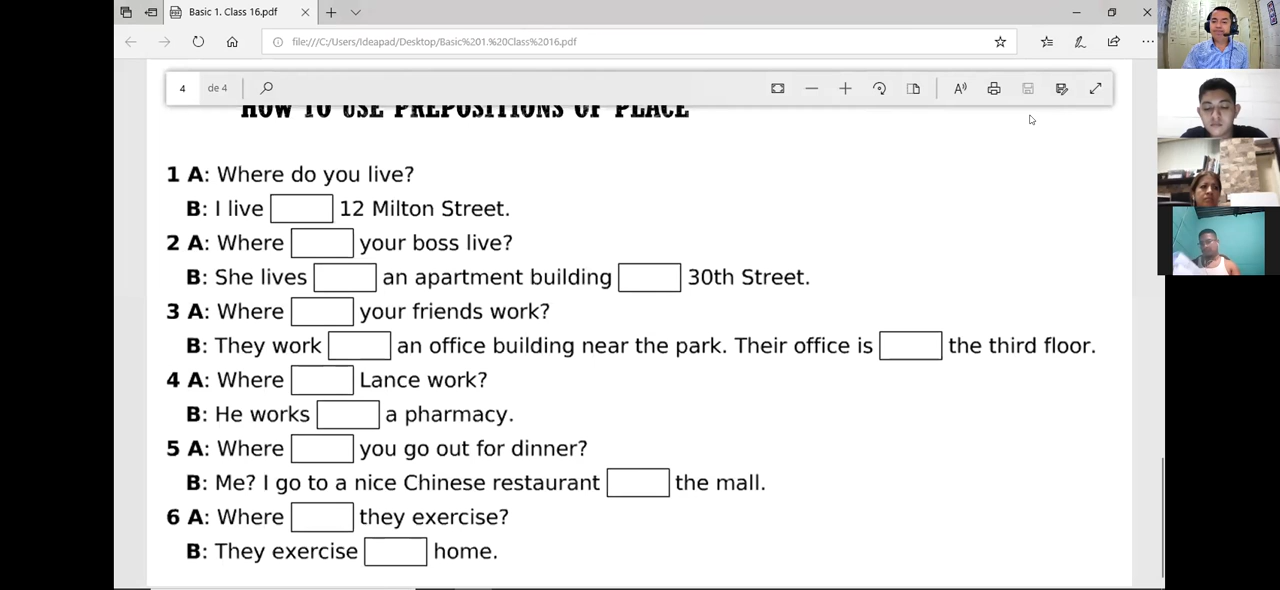 Basic 1. Class 16.pdf
file:///C:/Users/Ideapad/Desktop/Basic%201.%20Class%2016.pdf
4 de 4
HOW TO USE PREPOSITIONS OF PLACE
1 A: Where do you live?
B: I live 12 Milton Street.
2 A: Where your boss live?
B: She lives an apartment building 30th Street.
3 A: Where your friends work?
B: They work an office building near the park. Their office is the third floor.
4 A: Where Lance work?
B: He works a pharmacy.
5 A: Where you go out for dinner?
B: Me? I go to a nice Chinese restaurant the mall.
6 A: Where they exercise?
B: They exercise home.